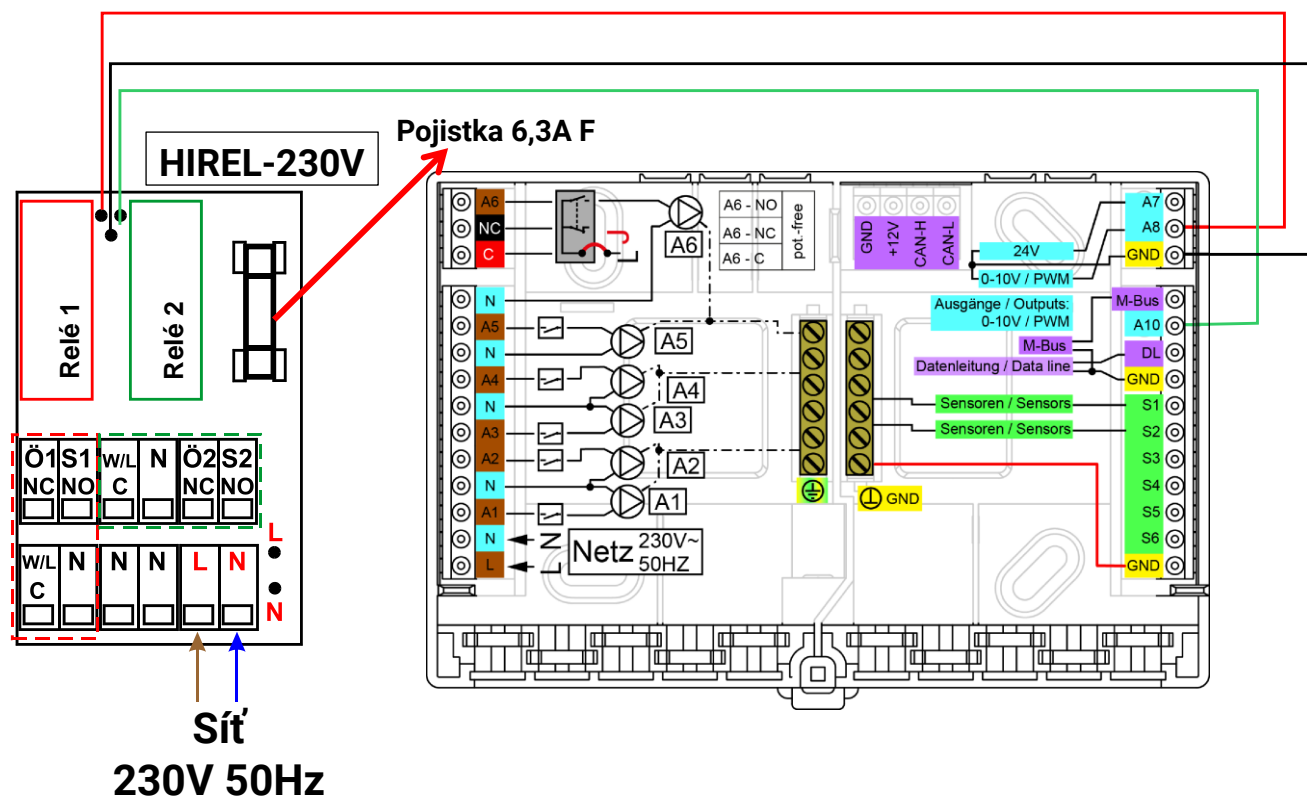 Pojistka 6,3A F
HIREL-230V
Relé 1
Relé 2
Ö1 S1 W/L N Ö2 S2
NC NO C NC NO
L
W/L N N N L N
C
N
Síť
230V 50Hz
A6
NC
C
N
A5
N
A4
N
A3
A2
N
A1
N
L
A6
A5
A4
A3
A2
A1
A6 - NO
A6 - NC
A6 - C
pot.-free
L
N
L
Netz 230V~
50HZ
GND
+12V
CAN-H
CAN-L
24V
0-10V / PWM
Ausgänge / Outputs:
0-10V / PWM
M-Bus
Datenleitung / Data line
Sensoren / Sensors
Sensoren / Sensors
GND
A7
A8
GND
M-Bus
A10
DL
GND
S1
S2
S3
S4
S5
S6
GND